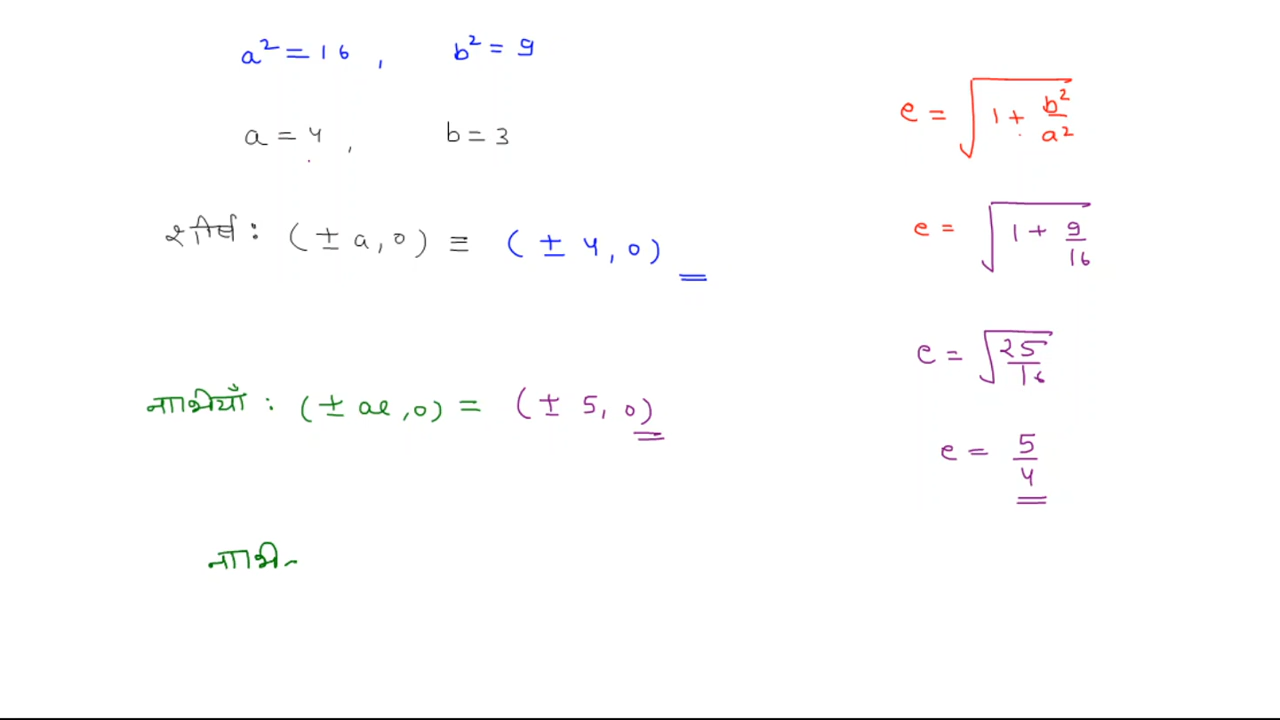 a² = 16 , b² = 9
a = 4 , b = 3
शीर्ष : (± a, 0) ≡ (± 4, 0)
नाभियाँ : (± ae, 0) = (± 5, 0)
नाभि
e = √(1 + b²/a²)
e = √(1 + 9/16)
e = √(25/16)
e = 5/4